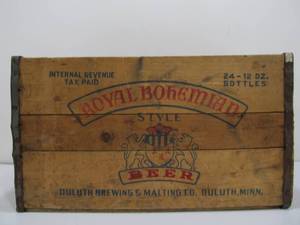 INTERNAL REVENUE
TAX PAID
24-12 OZ.
BOTTLES
ROYAL BOHEMIAN
STYLE
BEER
DULUTH BREWING & MALTING CO. DULUTH, MINN.